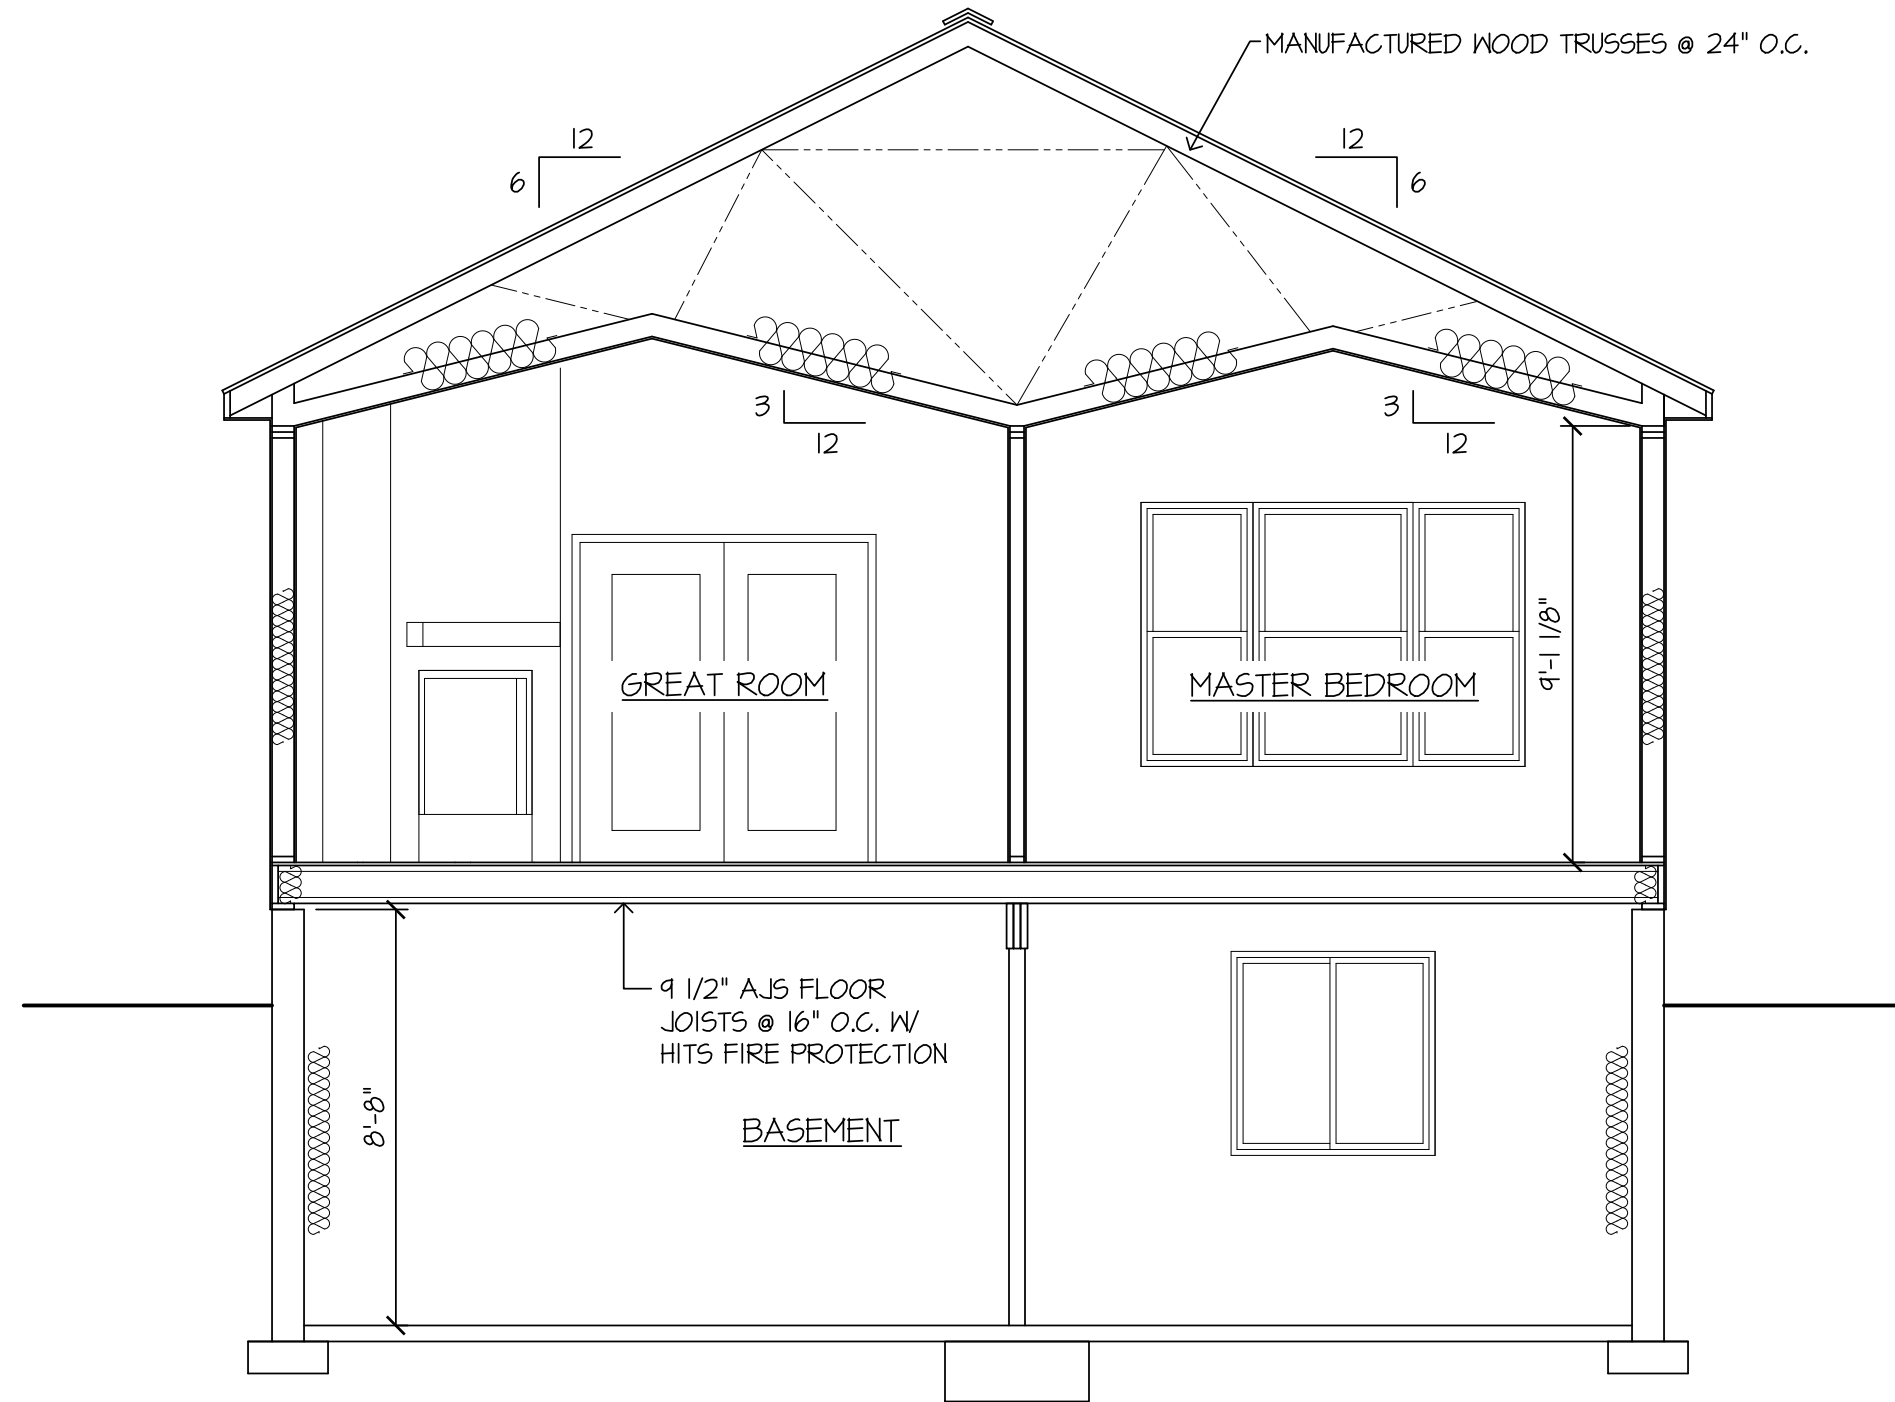 MANUFACTURED WOOD TRUSSES @ 24" O.C.
12
12
6
6
3
12
3
12
9'-1 1/8"
GREAT ROOM
MASTER BEDROOM
9 1/2" AJS FLOOR
JOISTS @ 16" O.C. W/
HITS FIRE PROTECTION
8'-8"
BASEMENT